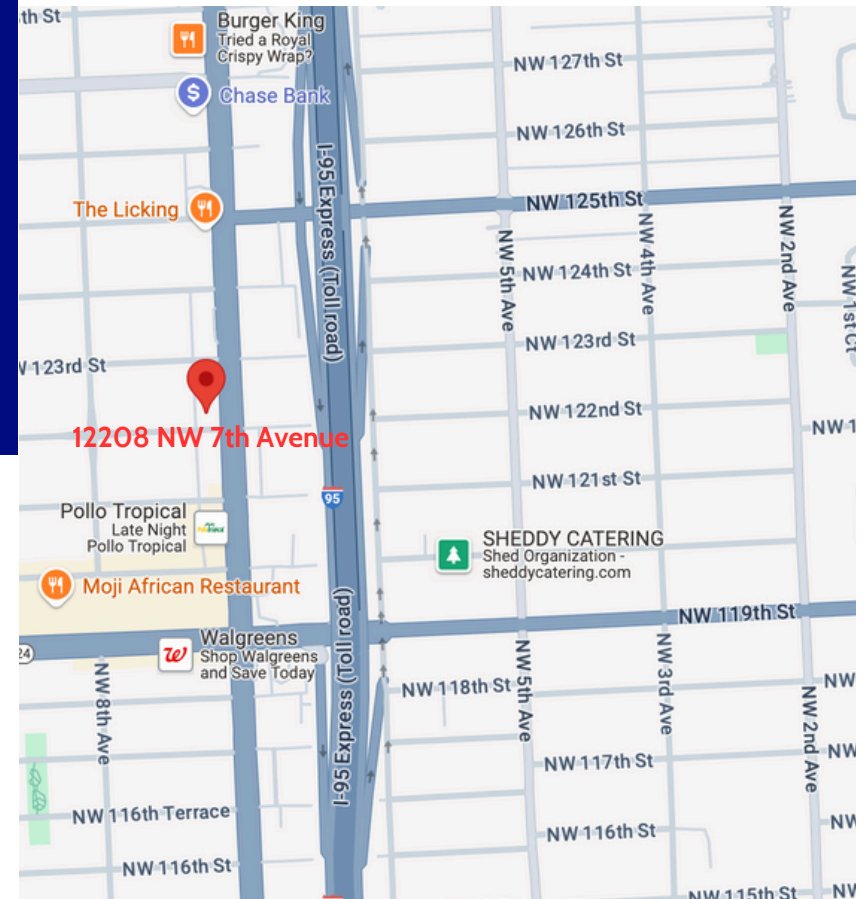 th St
Burger King
Tried a Royal
Crispy Wrap?
Chase Bank
NW 127th St
NW 126th St
I-95 Express (Toll road)
The Licking
NW 125th St
NW 5th Ave
NW 4th Ave
NW 2nd Ave
NW 124th St
NW 1st Ct
NW 123rd St
W 123rd St
12208 NW 7th Avenue
NW 122nd St
NW 1
NW 121st St
95
Pollo Tropical
Late Night
Pollo Tropical
SHEDDY CATERING
Shed Organization -
sheddycatering.com
Moji African Restaurant
I-95 Express (Toll road)
NW 119th St
24
Walgreens
Shop Walgreens
and Save Today
NW 8th Ave
NW 5th Ave
NW 3rd Ave
NW 2nd Ave
NW 118th St
NW
NW 117th St
NW
NW 116th Terrace
NW 116th St
NW
NW 116th St
NW 115th St
NW